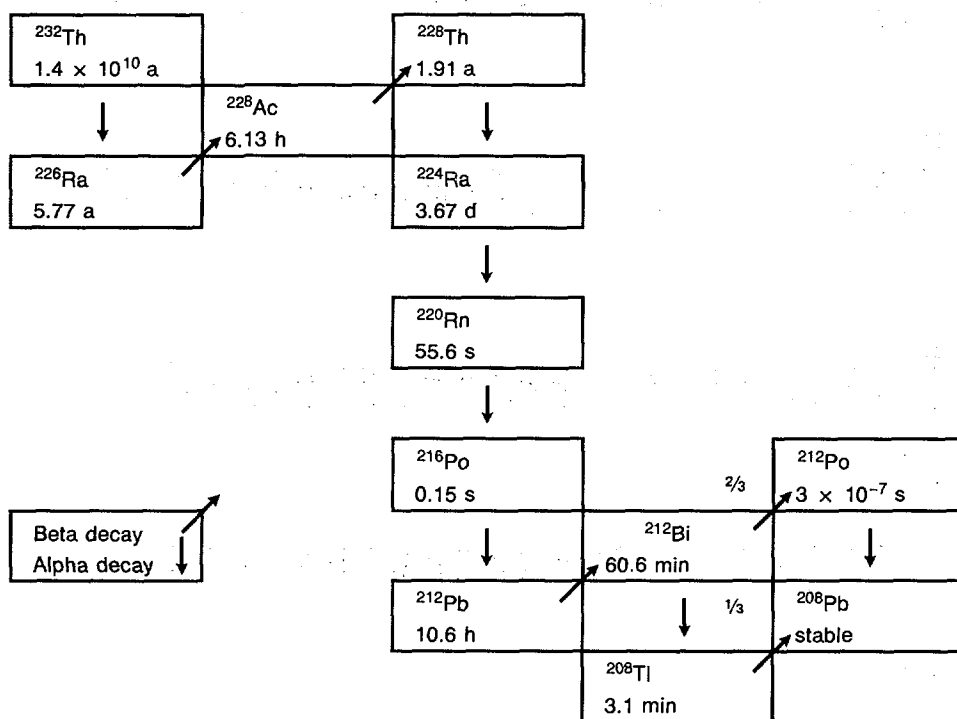 ²³²Th
1.4 × 10¹⁰ a
²²⁸Th
1.91 a
²²⁸Ac
6.13 h
²²⁶Ra
5.77 a
²²⁴Ra
3.67 d
²²⁰Rn
55.6 s
²¹⁶Po
0.15 s
⅔
²¹²Po
3 × 10⁻⁷ s
Beta decay
Alpha decay
²¹²Bi
60.6 min
²¹²Pb
10.6 h
⅓
²⁰⁸Pb
stable
²⁰⁸Tl
3.1 min